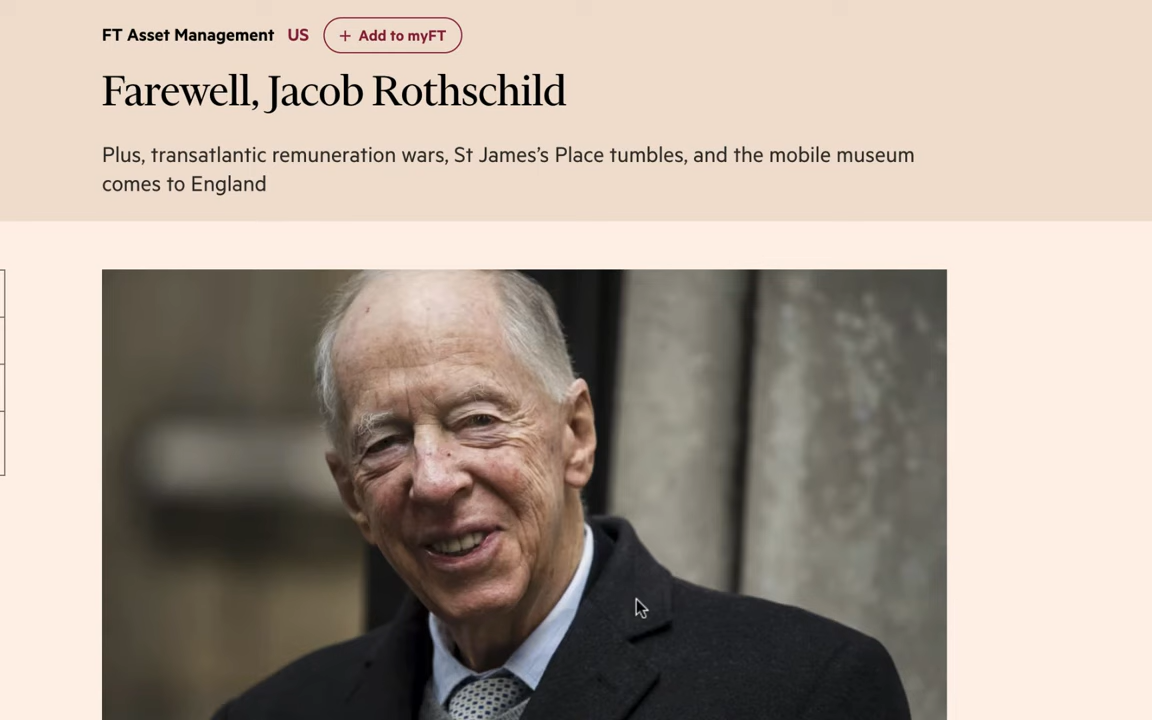 FT Asset Management US + Add to myFT
Farewell, Jacob Rothschild
Plus, transatlantic remuneration wars, St James’s Place tumbles, and the mobile museum
comes to England